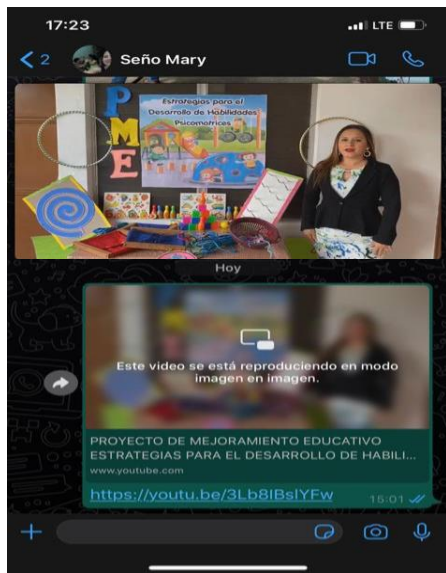 17:23
LTE
2
Seño Mary
P
M
E
Estrategias para el
Desarrollo de Habilidades
Psicomotrices
Hoy
Este video se está reproduciendo en modo
imagen en imagen.
PROYECTO DE MEJORAMIENTO EDUCATIVO
ESTRATEGIAS PARA EL DESARROLLO DE HABILI...
www.youtube.com
https://youtu.be/3Lb8lBslYFw
15:01